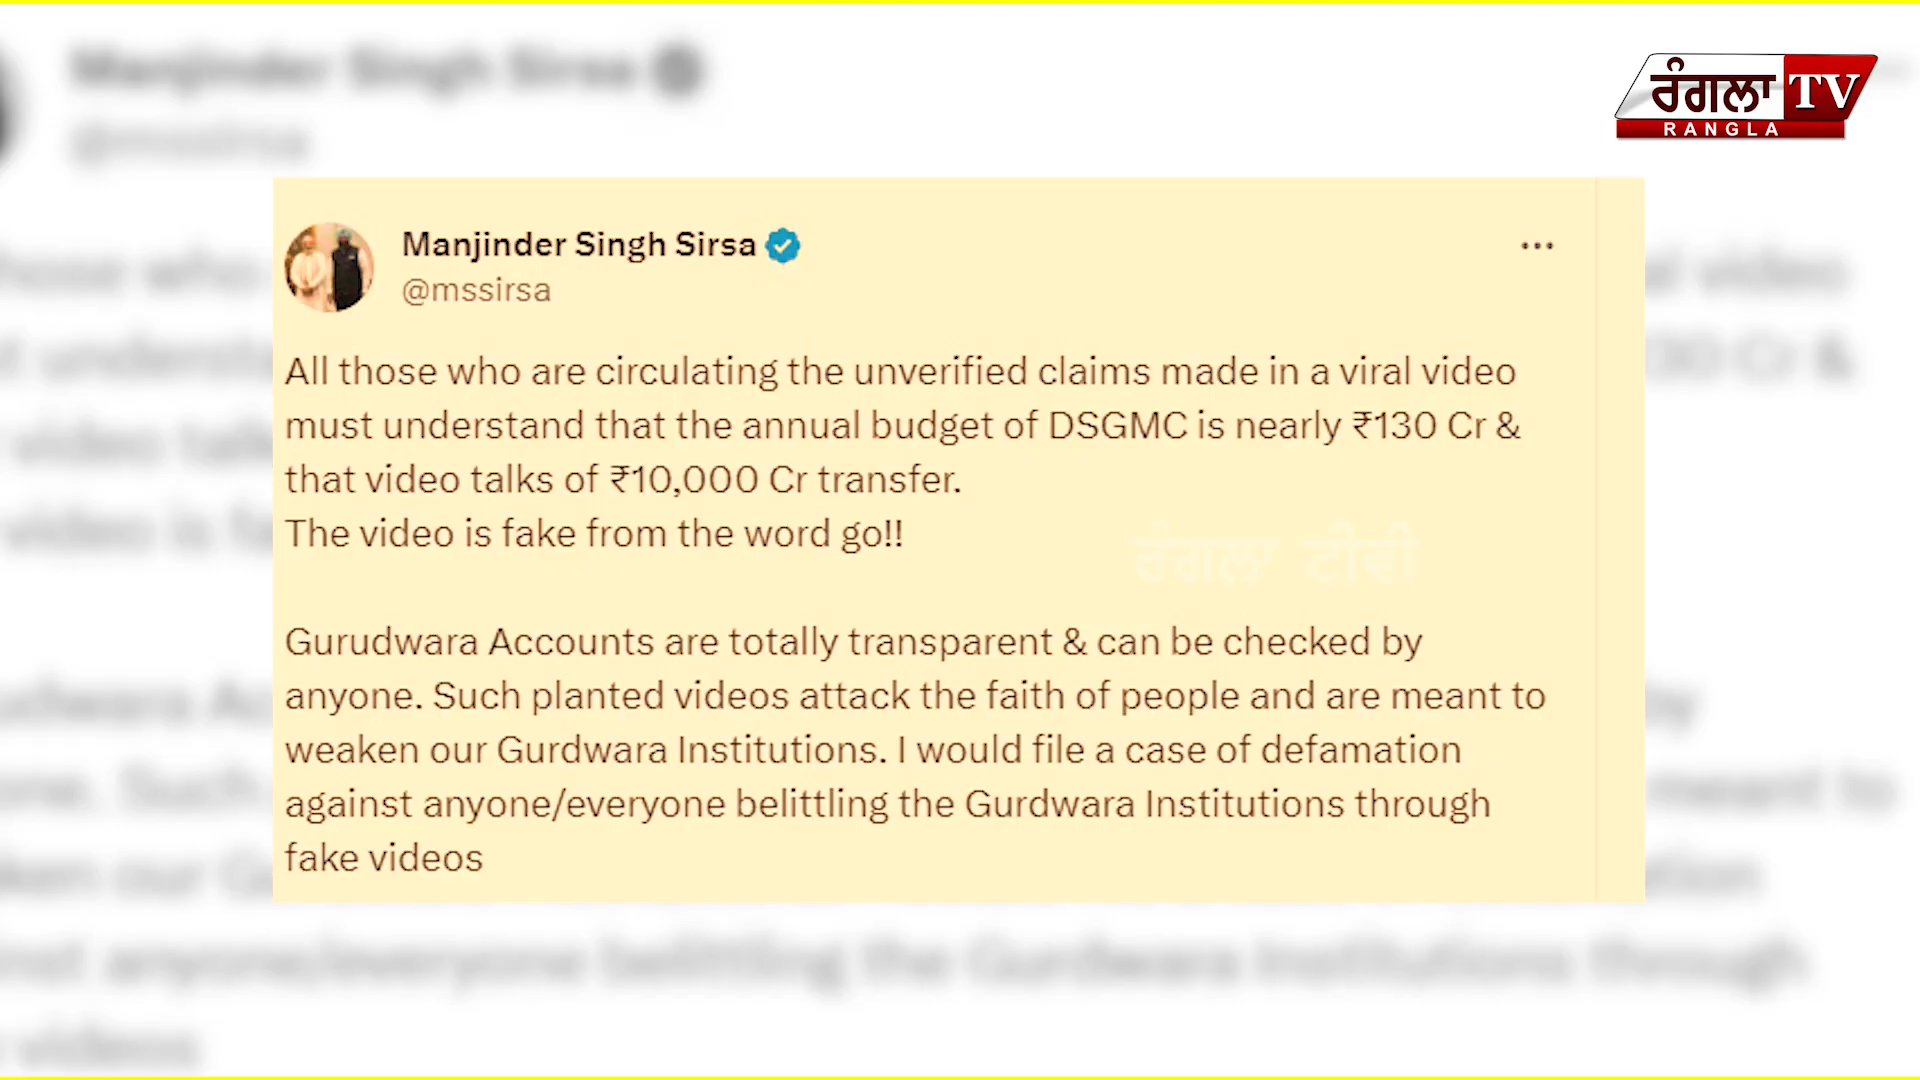 ਰੰਗਲਾ TV
RANGLA
Manjinder Singh Sirsa
@mssirsa
All those who are circulating the unverified claims made in a viral video
must understand that the annual budget of DSGMC is nearly ₹130 Cr &
that video talks of ₹10,000 Cr transfer.
The video is fake from the word go!!
ਰੰਗਲਾ ਟੀਵੀ
Gurudwara Accounts are totally transparent & can be checked by
anyone. Such planted videos attack the faith of people and are meant to
weaken our Gurdwara Institutions. I would file a case of defamation
against anyone/everyone belittling the Gurdwara Institutions through
fake videos